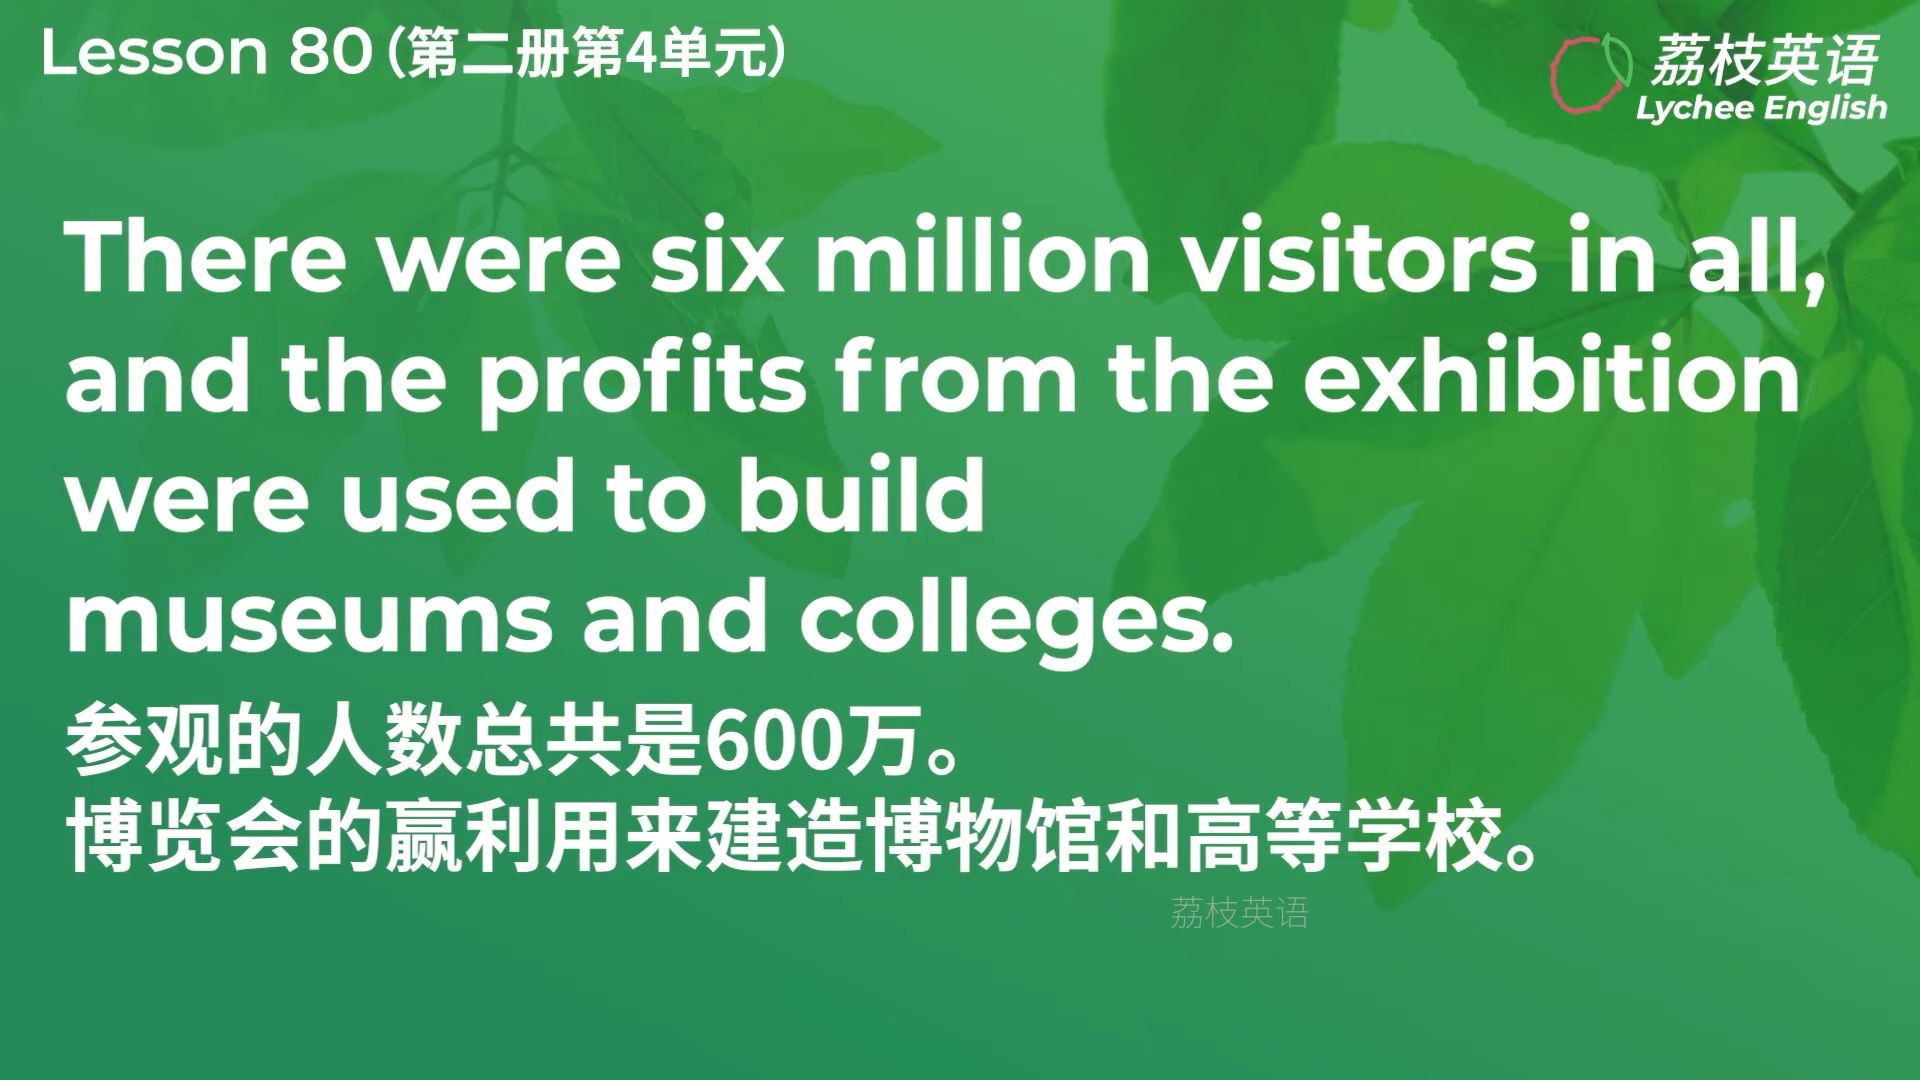 Lesson 80（第二册第4单元）
荔枝英语
Lychee English
There were six million visitors in all,
and the profits from the exhibition
were used to build
museums and colleges.
参观的人数总共是600万。
博览会的赢利用来建造博物馆和高等学校。
荔枝英语